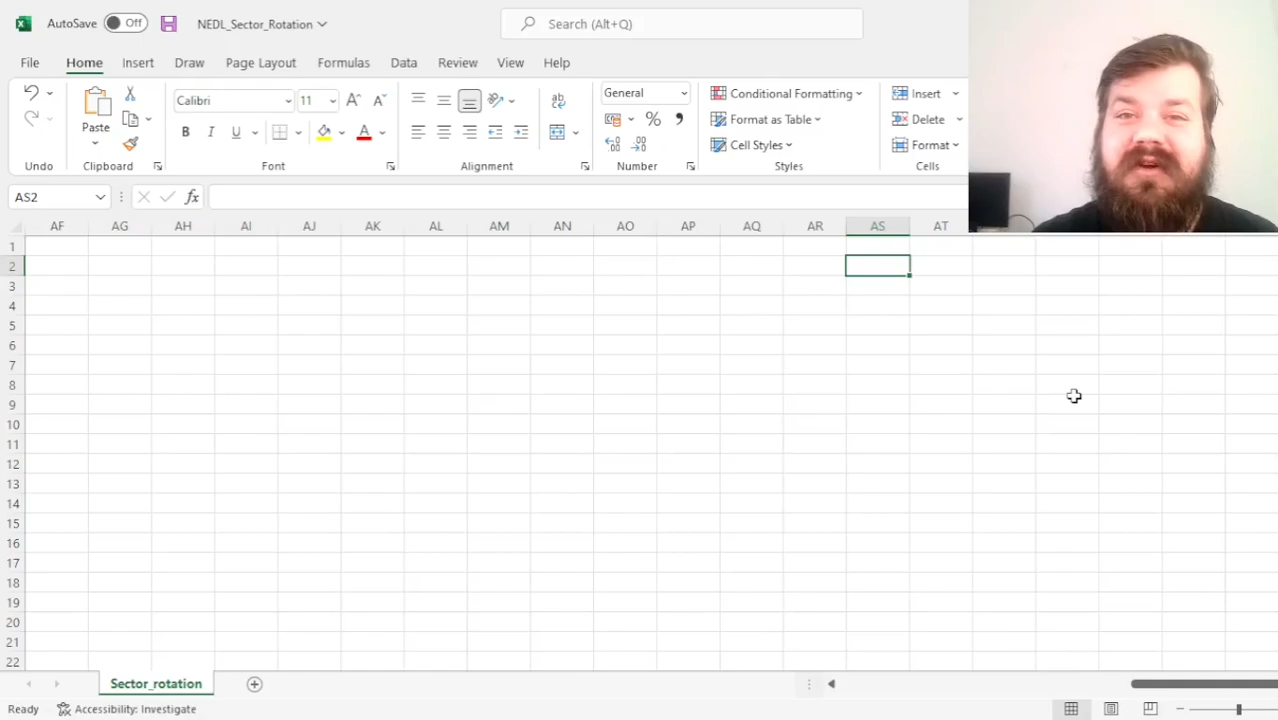 AutoSave Off NEDL_Sector_Rotation Search (Alt+Q)
File Home Insert Draw Page Layout Formulas Data Review View Help
Calibri 11 General Conditional Formatting Insert
Paste Format as Table Delete
B I U A Cell Styles Format
Undo Clipboard Font Alignment Number Styles Cells
AS2 fx
AF AG AH AI AJ AK AL AM AN AO AP AQ AR AS AT
1
2
3
4
5
6
7
8
9
10
11
12
13
14
15
16
17
18
19
20
21
22
Sector_rotation
Ready Accessibility: Investigate